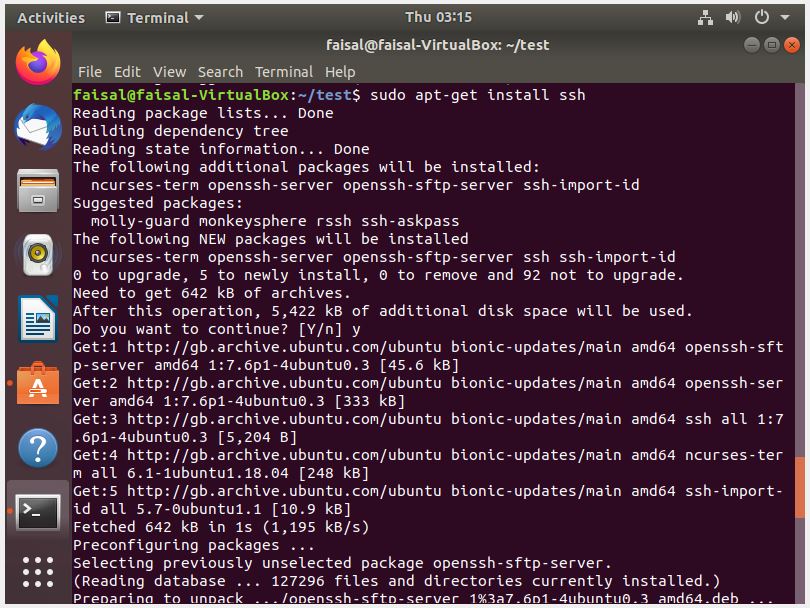 Activities Terminal Thu 03:15
faisal@faisal-VirtualBox: ~/test
File Edit View Search Terminal Help
faisal@faisal-VirtualBox:~/test$ sudo apt-get install ssh
Reading package lists... Done
Building dependency tree
Reading state information... Done
The following additional packages will be installed:
  ncurses-term openssh-server openssh-sftp-server ssh-import-id
Suggested packages:
  molly-guard monkeysphere rssh ssh-askpass
The following NEW packages will be installed
  ncurses-term openssh-server openssh-sftp-server ssh ssh-import-id
0 to upgrade, 5 to newly install, 0 to remove and 92 not to upgrade.
Need to get 642 kB of archives.
After this operation, 5,422 kB of additional disk space will be used.
Do you want to continue? [Y/n] y
Get:1 http://gb.archive.ubuntu.com/ubuntu bionic-updates/main amd64 openssh-sft
p-server amd64 1:7.6p1-4ubuntu0.3 [45.6 kB]
Get:2 http://gb.archive.ubuntu.com/ubuntu bionic-updates/main amd64 openssh-ser
ver amd64 1:7.6p1-4ubuntu0.3 [333 kB]
Get:3 http://gb.archive.ubuntu.com/ubuntu bionic-updates/main amd64 ssh all 1:7
.6p1-4ubuntu0.3 [5,204 B]
Get:4 http://gb.archive.ubuntu.com/ubuntu bionic-updates/main amd64 ncurses-ter
m all 6.1-1ubuntu1.18.04 [248 kB]
Get:5 http://gb.archive.ubuntu.com/ubuntu bionic-updates/main amd64 ssh-import-
id all 5.7-0ubuntu1.1 [10.9 kB]
Fetched 642 kB in 1s (1,195 kB/s)
Preconfiguring packages ...
Selecting previously unselected package openssh-sftp-server.
(Reading database ... 127296 files and directories currently installed.)
Preparing to unpack .../openssh-sftp-server_1%3a7.6p1-4ubuntu0.3_amd64.deb ...